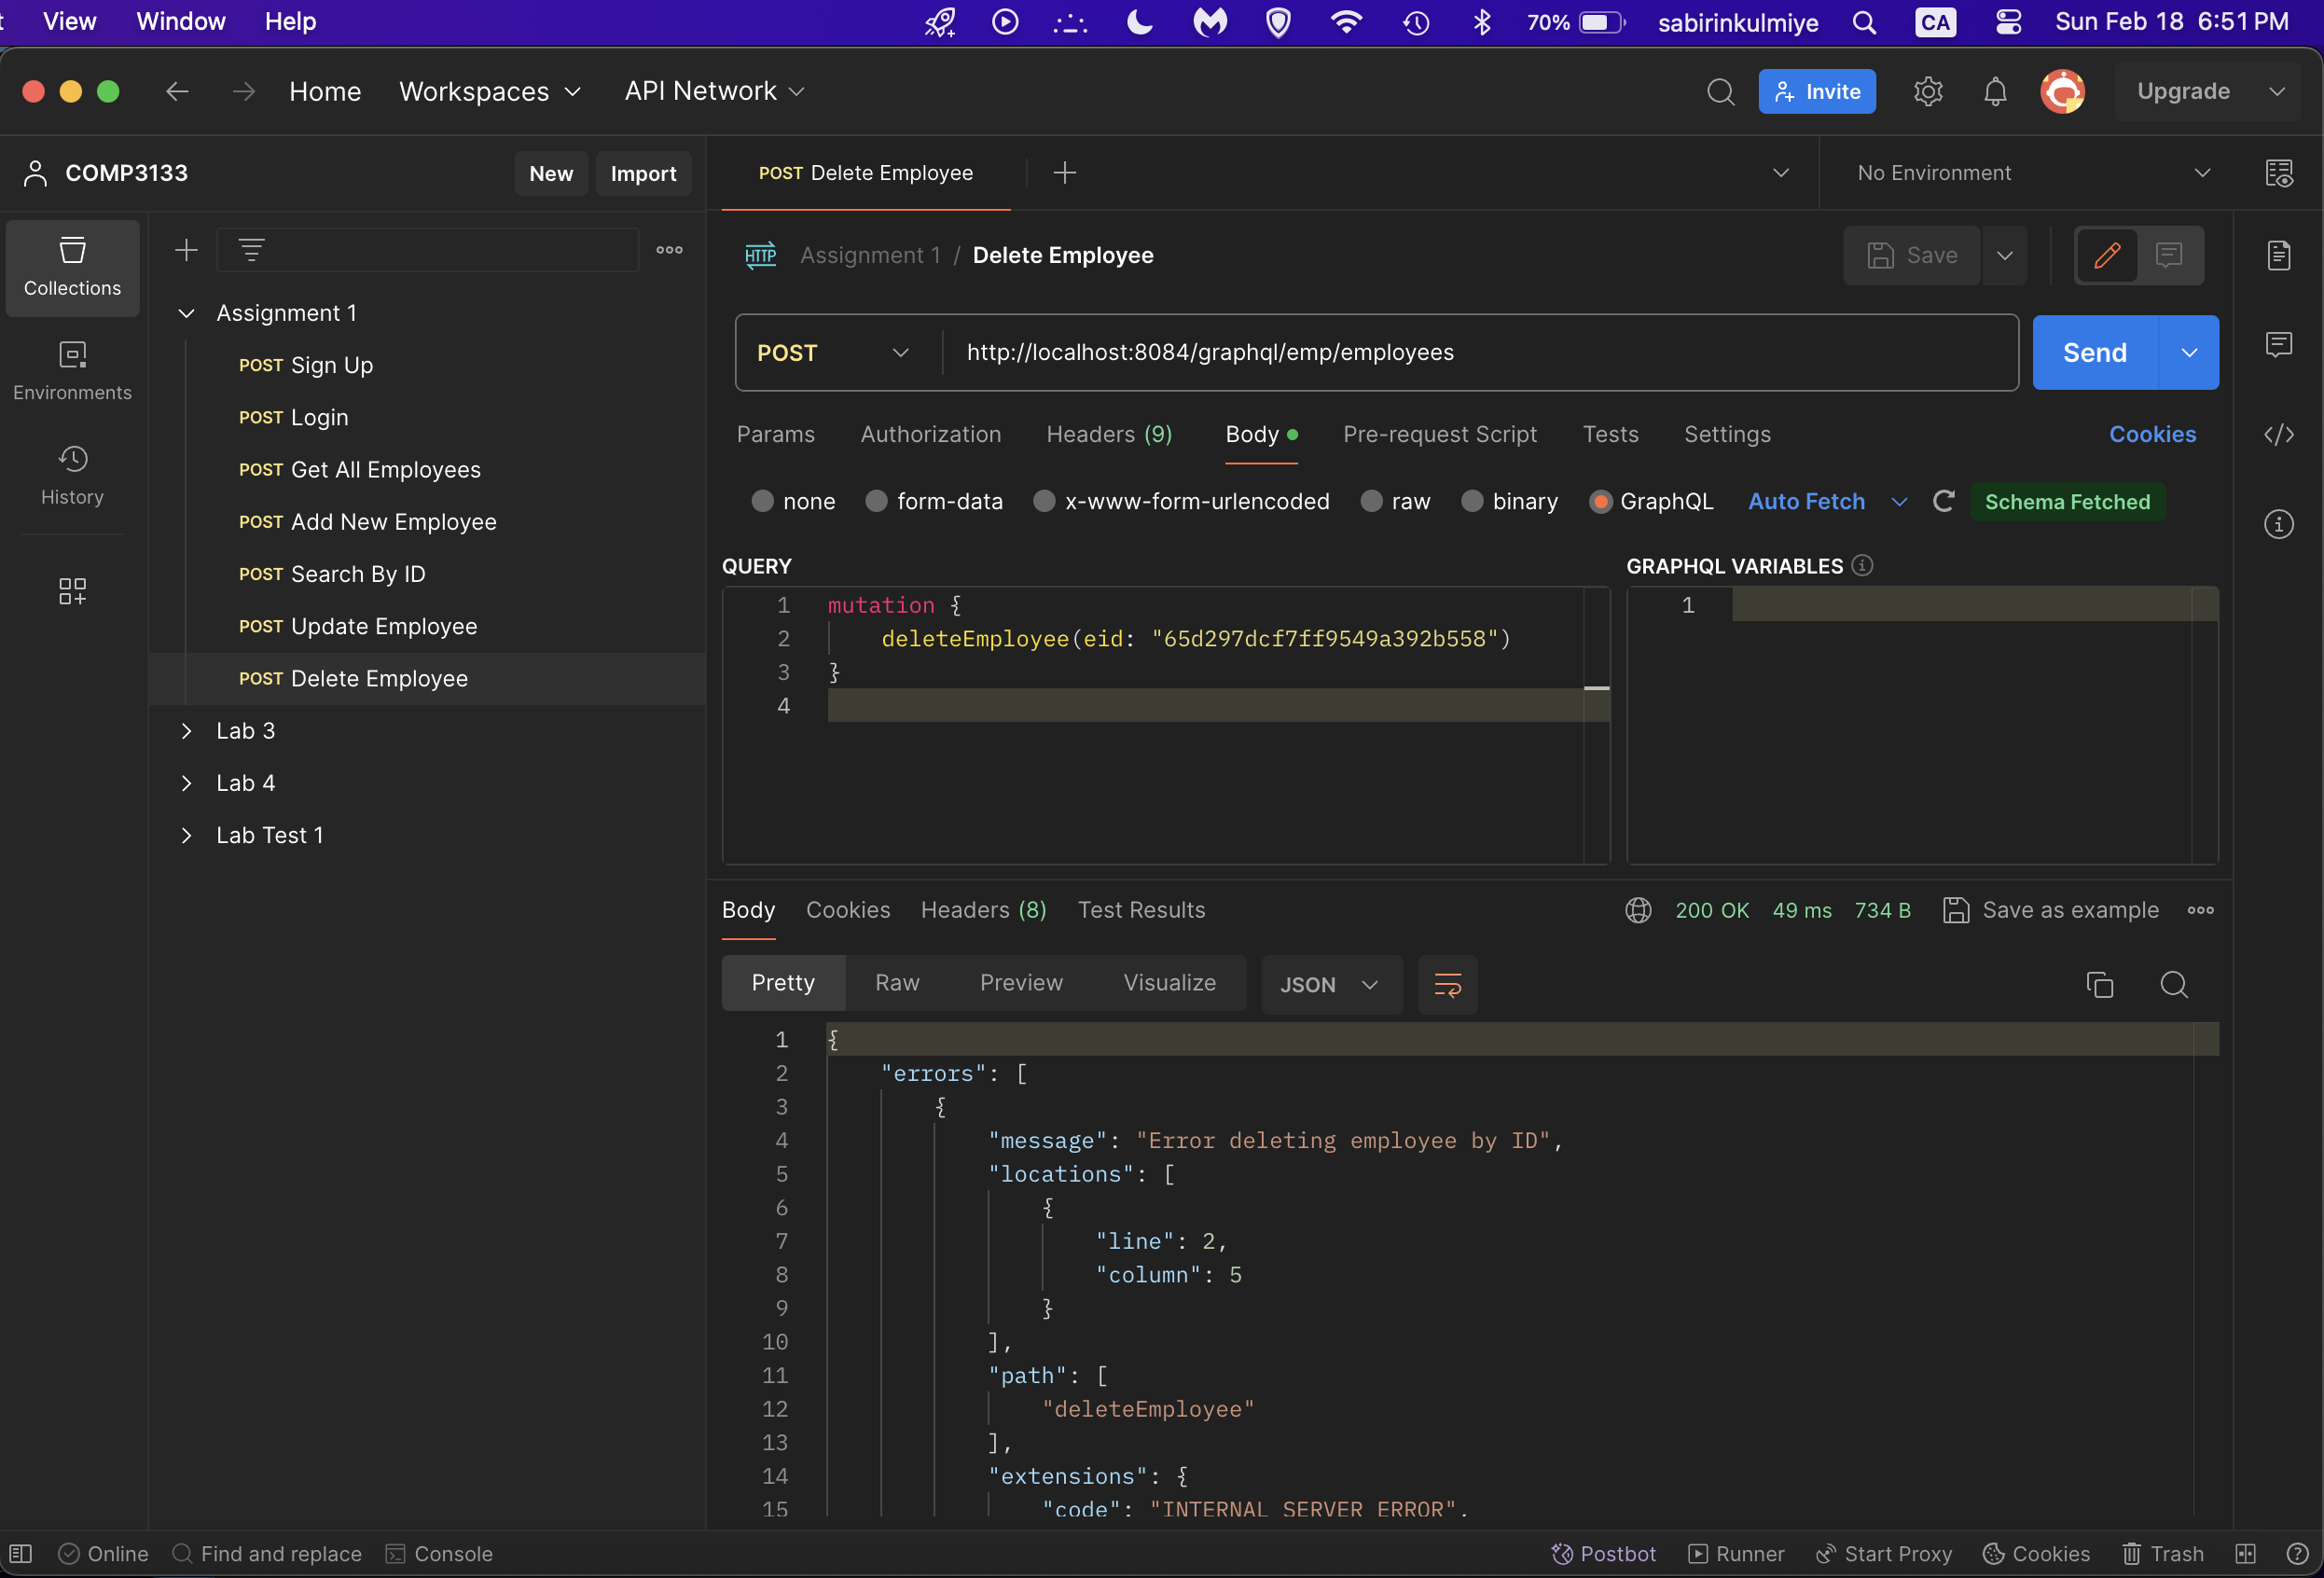 View Window Help 70% sabirinkulmiye CA Sun Feb 18 6:51 PM
Home Workspaces API Network Invite Upgrade
COMP3133 New Import
POST Delete Employee No Environment
Collections
Environments
History
Assignment 1
POST Sign Up
POST Login
POST Get All Employees
POST Add New Employee
POST Search By ID
POST Update Employee
POST Delete Employee
Lab 3
Lab 4
Lab Test 1
HTTP Assignment 1 / Delete Employee Save
POST http://localhost:8084/graphql/emp/employees Send
Params Authorization Headers (9) Body Pre-request Script Tests Settings Cookies
none form-data x-www-form-urlencoded raw binary GraphQL Auto Fetch Schema Fetched
QUERY
1 mutation {
2 deleteEmployee(eid: "65d297dcf7ff9549a392b558")
3 }
4
GRAPHQL VARIABLES
1
Body Cookies Headers (8) Test Results 200 OK 49 ms 734 B Save as example
Pretty Raw Preview Visualize JSON
1 {
2 "errors": [
3 {
4 "message": "Error deleting employee by ID",
5 "locations": [
6 {
7 "line": 2,
8 "column": 5
9 }
10 ],
11 "path": [
12 "deleteEmployee"
13 ],
14 "extensions": {
15 "code": "INTERNAL_SERVER_ERROR",
Online Find and replace Console Postbot Runner Start Proxy Cookies Trash